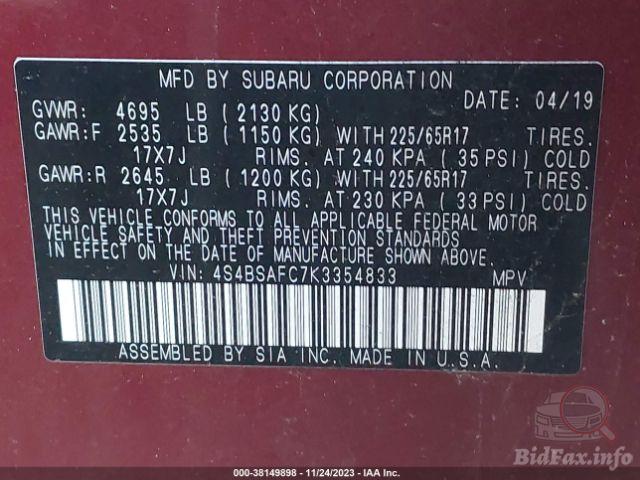 MFD BY SUBARU CORPORATION
DATE: 04/19
GVWR: 4695 LB (2130 KG)
GAWR:F 2535 LB (1150 KG) WITH 225/65R17 TIRES.
17X7J RIMS. AT 240 KPA (35 PSI) COLD
GAWR:R 2645 LB (1200 KG) WITH 225/65R17 TIRES.
17X7J RIMS. AT 230 KPA (33 PSI) COLD
THIS VEHICLE CONFORMS TO ALL APPLICABLE FEDERAL MOTOR
VEHICLE SAFETY AND THEFT PREVENTION STANDARDS
IN EFFECT ON THE DATE OF MANUFACTURE SHOWN ABOVE.
VIN: 4S4BSAFC7K3354833 MPV
ASSEMBLED BY SIA INC. MADE IN U.S.A.
BidFax.info
000-38149898 - 11/24/2023 - IAA Inc.